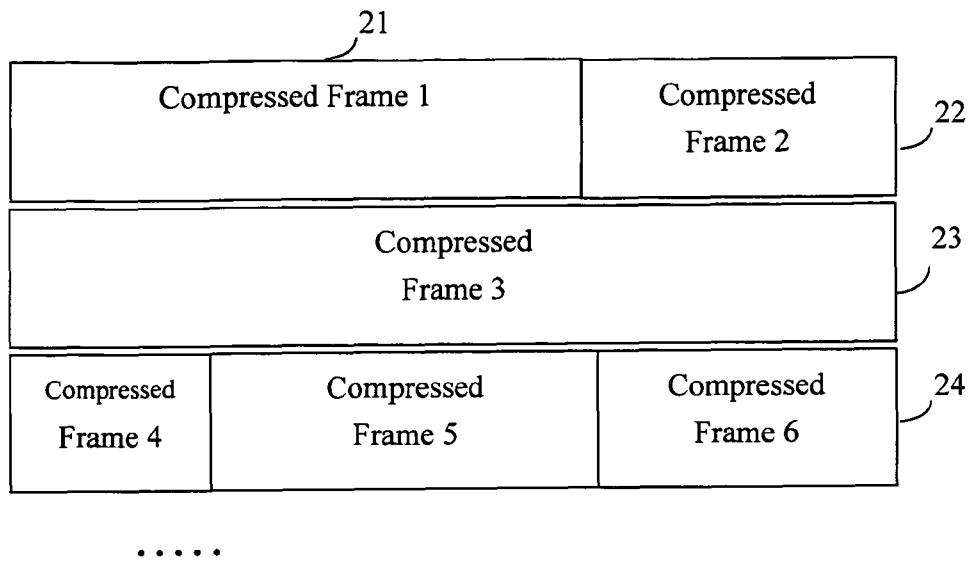 21
Compressed Frame 1
Compressed
Frame 2
22
Compressed
Frame 3
23
Compressed
Frame 4
Compressed
Frame 5
Compressed
Frame 6
24
.....